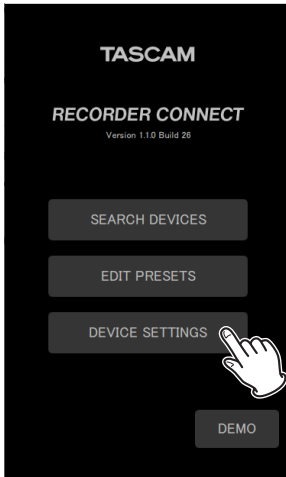 TASCAM
RECORDER CONNECT
Version 1.1.0 Build 26
SEARCH DEVICES
EDIT PRESETS
DEVICE SETTINGS
DEMO